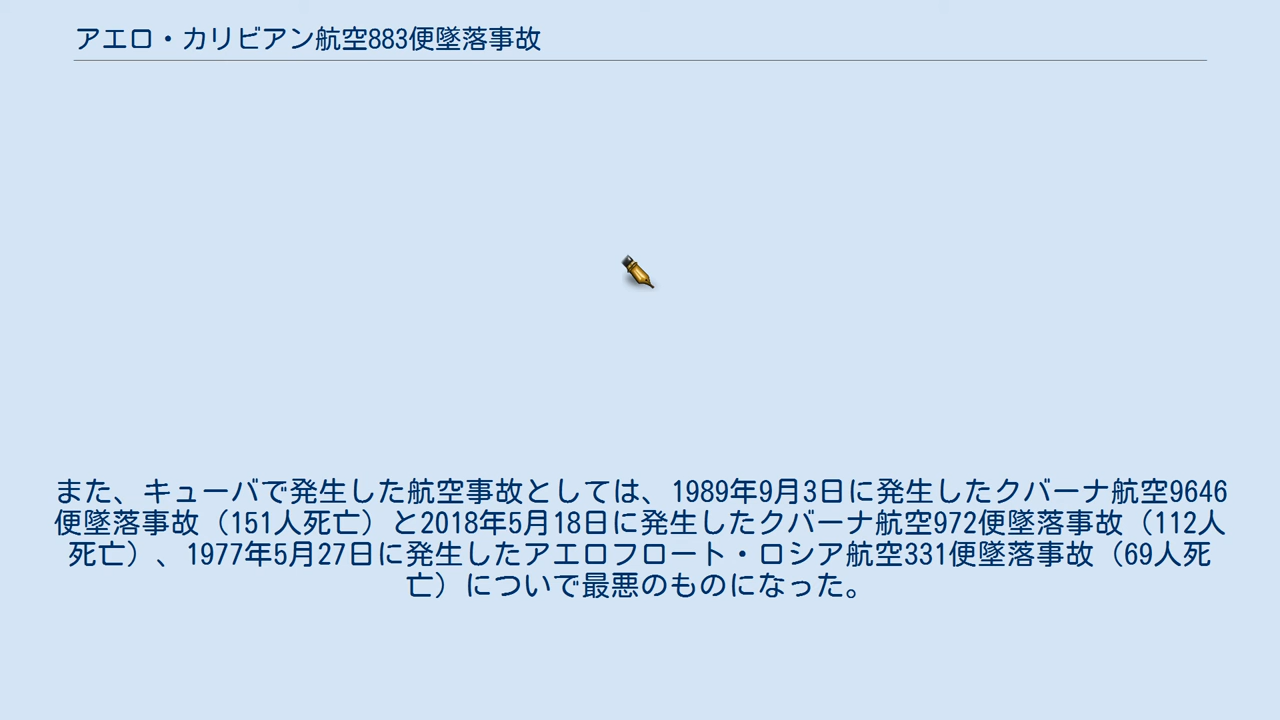 アエロ・カリビアン航空883便墜落事故
また、キューバで発生した航空事故としては、1989年9月3日に発生したクバーナ航空9646
便墜落事故（151人死亡）と2018年5月18日に発生したクバーナ航空972便墜落事故（112人
死亡）、1977年5月27日に発生したアエロフロート・ロシア航空331便墜落事故（69人死
亡）についで最悪のものになった。